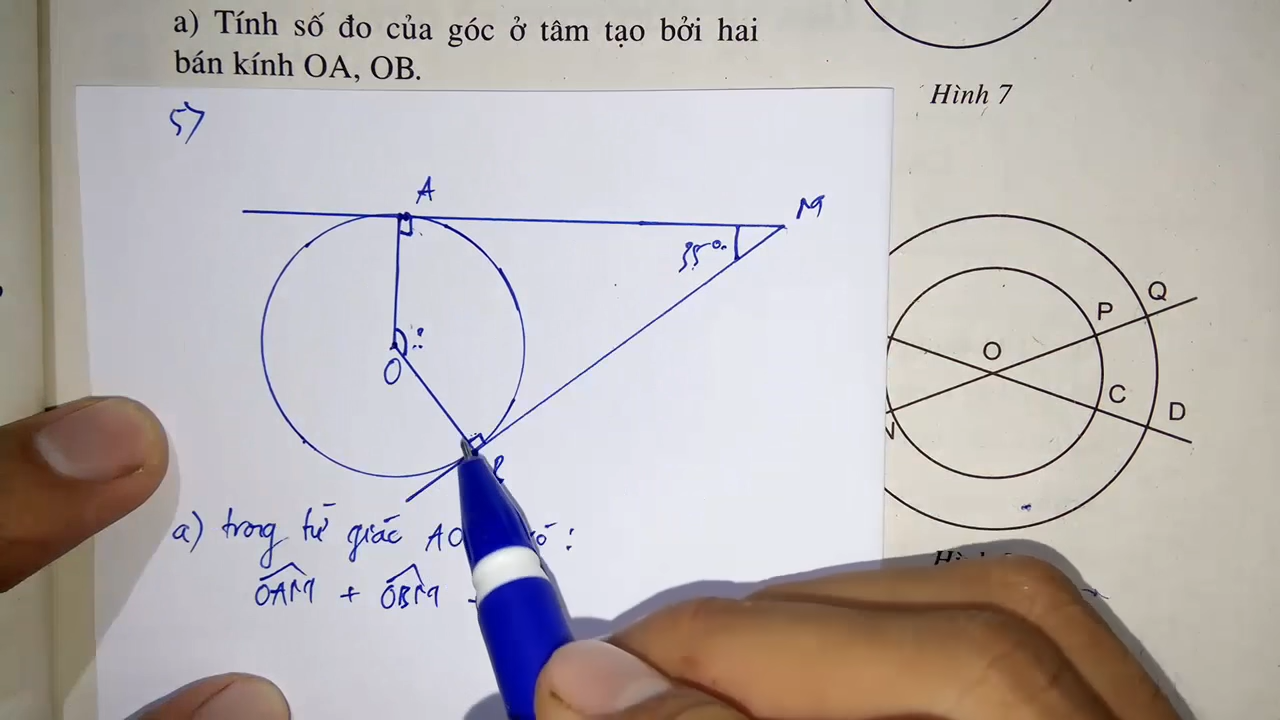 a) Tính số đo của góc ở tâm tạo bởi hai
bán kính OA, OB.
Hình 7
5)
A
M
35°
O
Q
P
O
C
D
a) trong tứ giác AO :
OAM + OBM